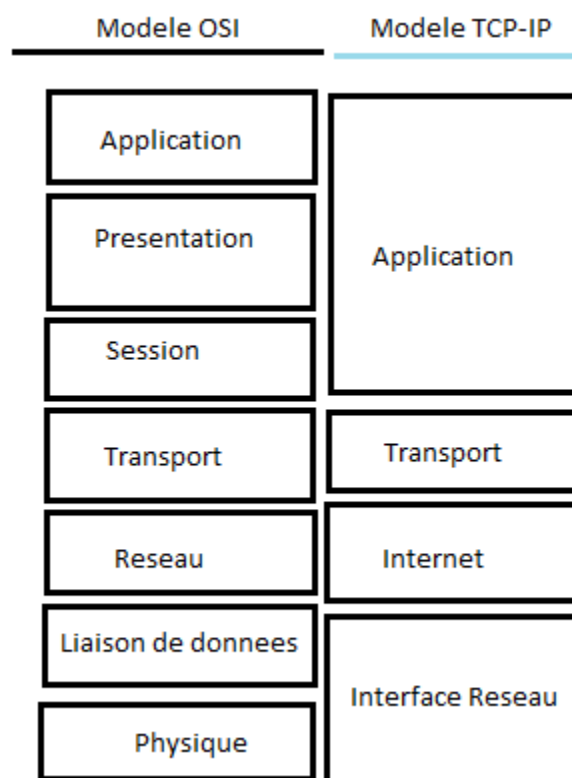 Modele OSI
Modele TCP-IP
Application
Presentation
Session
Transport
Reseau
Liaison de donnees
Physique
Application
Transport
Internet
Interface Reseau